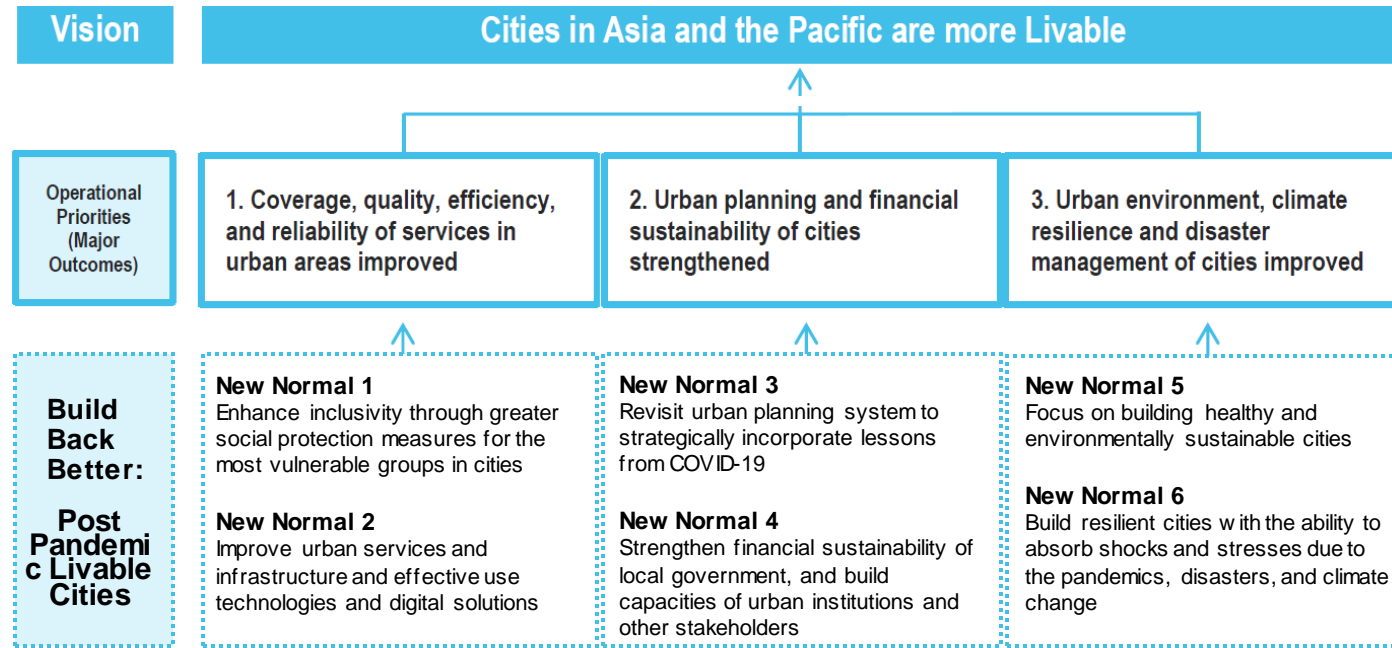 Vision
Cities in Asia and the Pacific are more Livable
Operational
Priorities
(Major
Outcomes)
1. Coverage, quality, efficiency,
and reliability of services in
urban areas improved
2. Urban planning and financial
sustainability of cities
strengthened
3. Urban environment, climate
resilience and disaster
management of cities improved
Build
Back
Better:
Post
Pandemi
c Livable
Cities
New Normal 1
Enhance inclusivity through greater
social protection measures for the
most vulnerable groups in cities
New Normal 2
Improve urban services and
infrastructure and effective use
technologies and digital solutions
New Normal 3
Revisit urban planning system to
strategically incorporate lessons
from COVID-19
New Normal 4
Strengthen financial sustainability of
local government, and build
capacities of urban institutions and
other stakeholders
New Normal 5
Focus on building healthy and
environmentally sustainable cities
New Normal 6
Build resilient cities with the ability to
absorb shocks and stresses due to
the pandemics, disasters, and climate
change